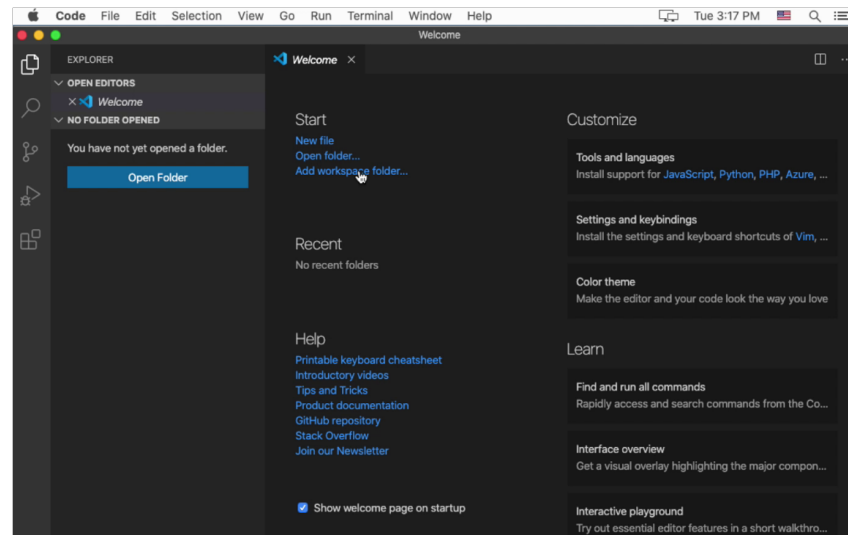 Code File Edit Selection View Go Run Terminal Window Help Tue 3:17 PM
Welcome
EXPLORER
OPEN EDITORS
Welcome
NO FOLDER OPENED
You have not yet opened a folder.
Open Folder
Welcome
Start
New file
Open folder...
Add workspace folder...
Recent
No recent folders
Help
Printable keyboard cheatsheet
Introductory videos
Tips and Tricks
Product documentation
GitHub repository
Stack Overflow
Join our Newsletter
Show welcome page on startup
Customize
Tools and languages
Install support for JavaScript, Python, PHP, Azure, ...
Settings and keybindings
Install the settings and keyboard shortcuts of Vim, ...
Color theme
Make the editor and your code look the way you love
Learn
Find and run all commands
Rapidly access and search commands from the Co...
Interface overview
Get a visual overlay highlighting the major compon...
Interactive playground
Try out essential editor features in a short walkthro...